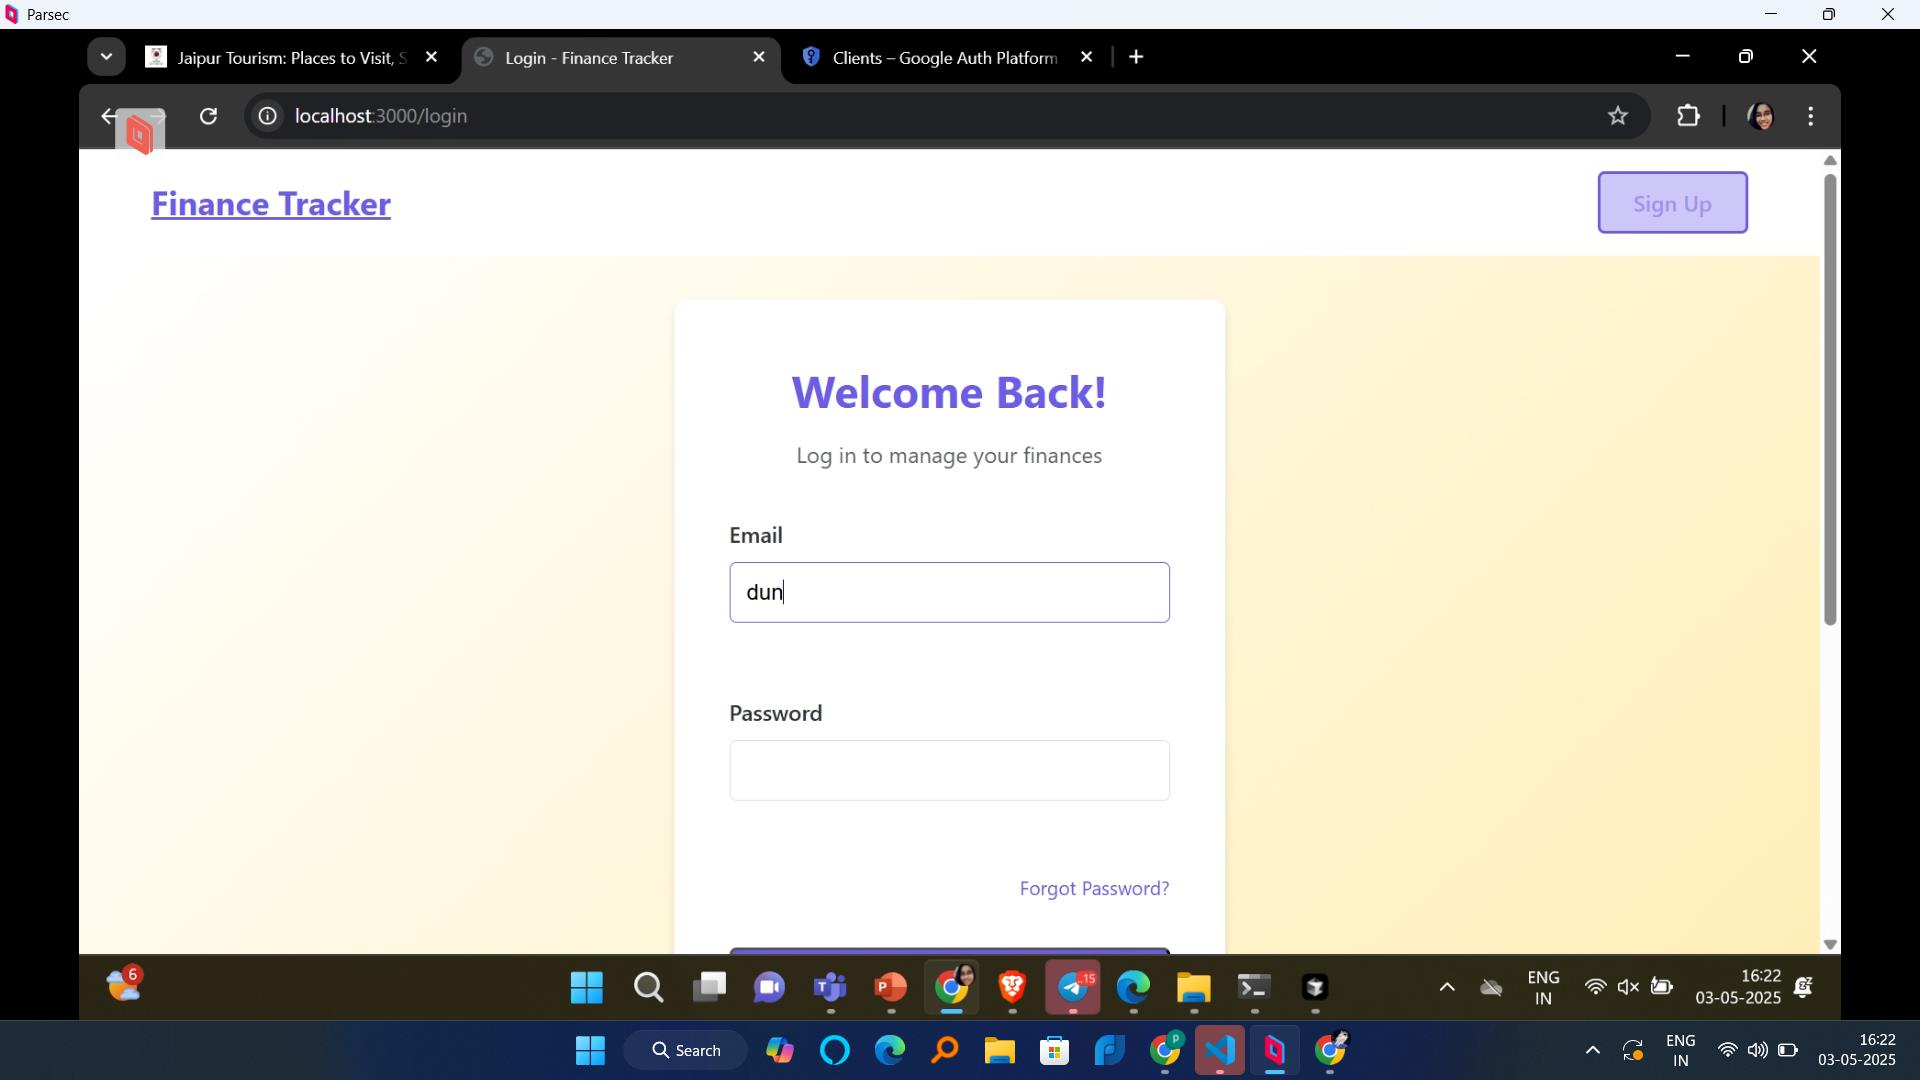 Parsec
Jaipur Tourism: Places to Visit, S
Login - Finance Tracker
Clients – Google Auth Platform
localhost:3000/login
Finance Tracker
Sign Up
Welcome Back!
Log in to manage your finances
Email
dun
Password
Forgot Password?
6
15
ENG
IN
16:22
03-05-2025
Search
P
ENG
IN
16:22
03-05-2025